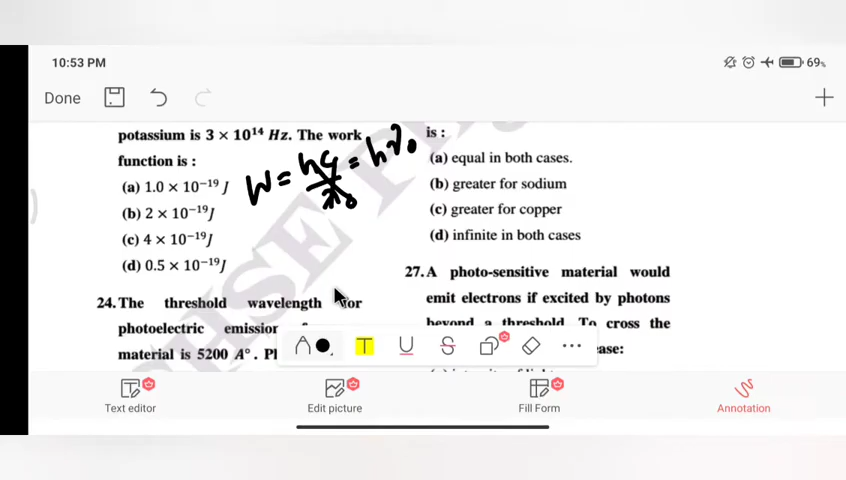 10:53 PM
69%
Done
potassium is 3 × 10¹⁴ Hz. The work
function is :
(a) 1.0 × 10⁻¹⁹ J
(b) 2 × 10⁻¹⁹J
(c) 4 × 10⁻¹⁹J
(d) 0.5 × 10⁻¹⁹J
W = hc/λ₀ = hν₀
24. The threshold wavelength for
photoelectric emission
material is 5200 A°.
is :
(a) equal in both cases.
(b) greater for sodium
(c) greater for copper
(d) infinite in both cases
27. A photo-sensitive material would
emit electrons if excited by photons
beyond a threshold. To cross the
T
U
S
Text editor
Edit picture
Fill Form
Annotation